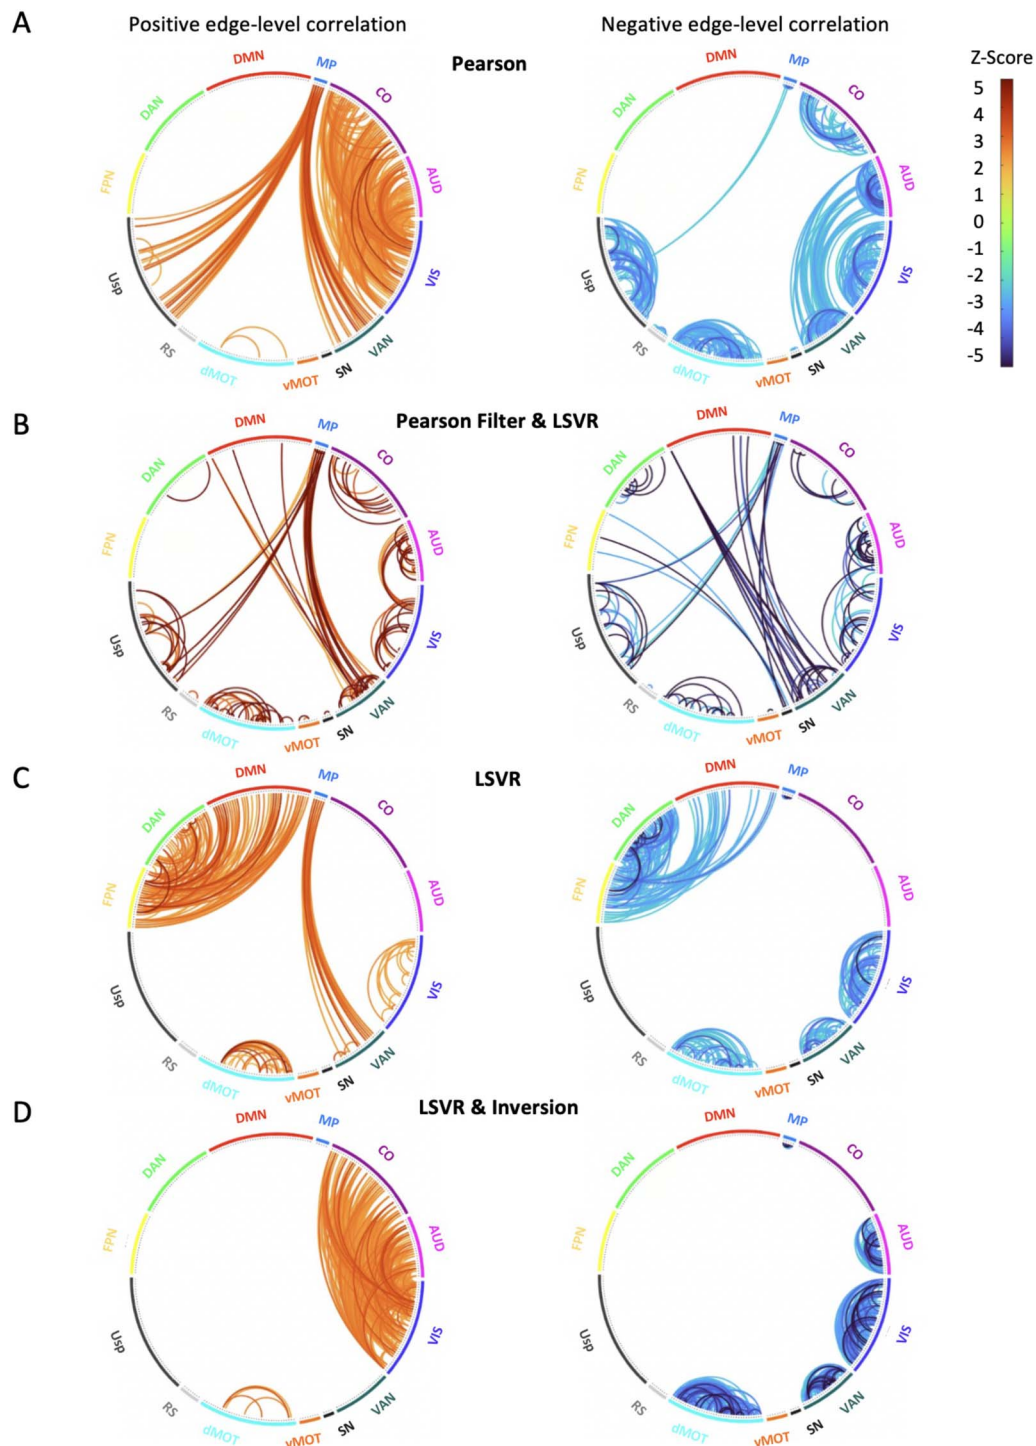 A
Positive edge-level correlation
Negative edge-level correlation
Pearson
Z-Score
5
4
3
2
1
0
-1
-2
-3
-4
-5
DMN
MP
CO
AUD
VIS
VAN
SN
vMOT
dMOT
RS
Usp
FPN
DAN
DMN
MP
CO
AUD
VIS
VAN
SN
vMOT
dMOT
RS
Usp
FPN
DAN
B
Pearson Filter & LSVR
DMN
MP
CO
AUD
VIS
VAN
SN
vMOT
dMOT
RS
Usp
FPN
DAN
DMN
MP
CO
AUD
VIS
VAN
SN
vMOT
dMOT
RS
Usp
FPN
DAN
C
LSVR
DMN
MP
CO
AUD
VIS
VAN
SN
vMOT
dMOT
RS
Usp
FPN
DAN
DMN
MP
CO
AUD
VIS
VAN
SN
vMOT
dMOT
RS
Usp
FPN
DAN
D
LSVR & Inversion
DMN
MP
CO
AUD
VIS
VAN
SN
vMOT
dMOT
RS
Usp
FPN
DAN
DMN
MP
CO
AUD
VIS
VAN
SN
vMOT
dMOT
RS
Usp
FPN
DAN